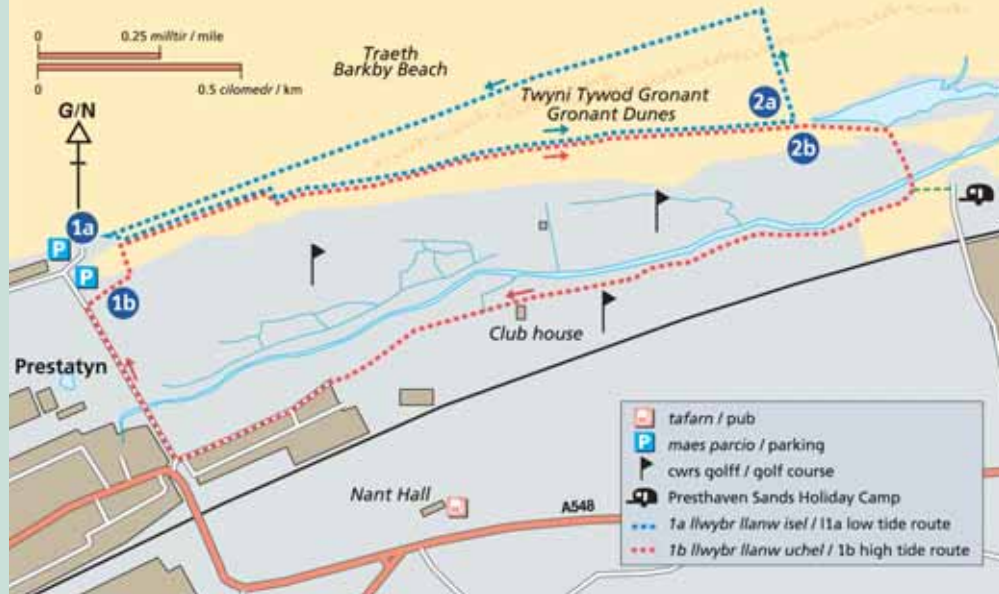 0 0.25 milltir / mile
0 0.5 cilomedr / km
G/N
Traeth
Barkby Beach
Twyni Tywod Gronant
Gronant Dunes
2a
2b
1a
P
P
1b
Club house
Prestatyn
Nant Hall
A548
tafarn / pub
P maes parcio / parking
cwrs golff / golf course
Presthaven Sands Holiday Camp
1a llwybr llanw isel / l1a low tide route
1b llwybr llanw uchel / 1b high tide route